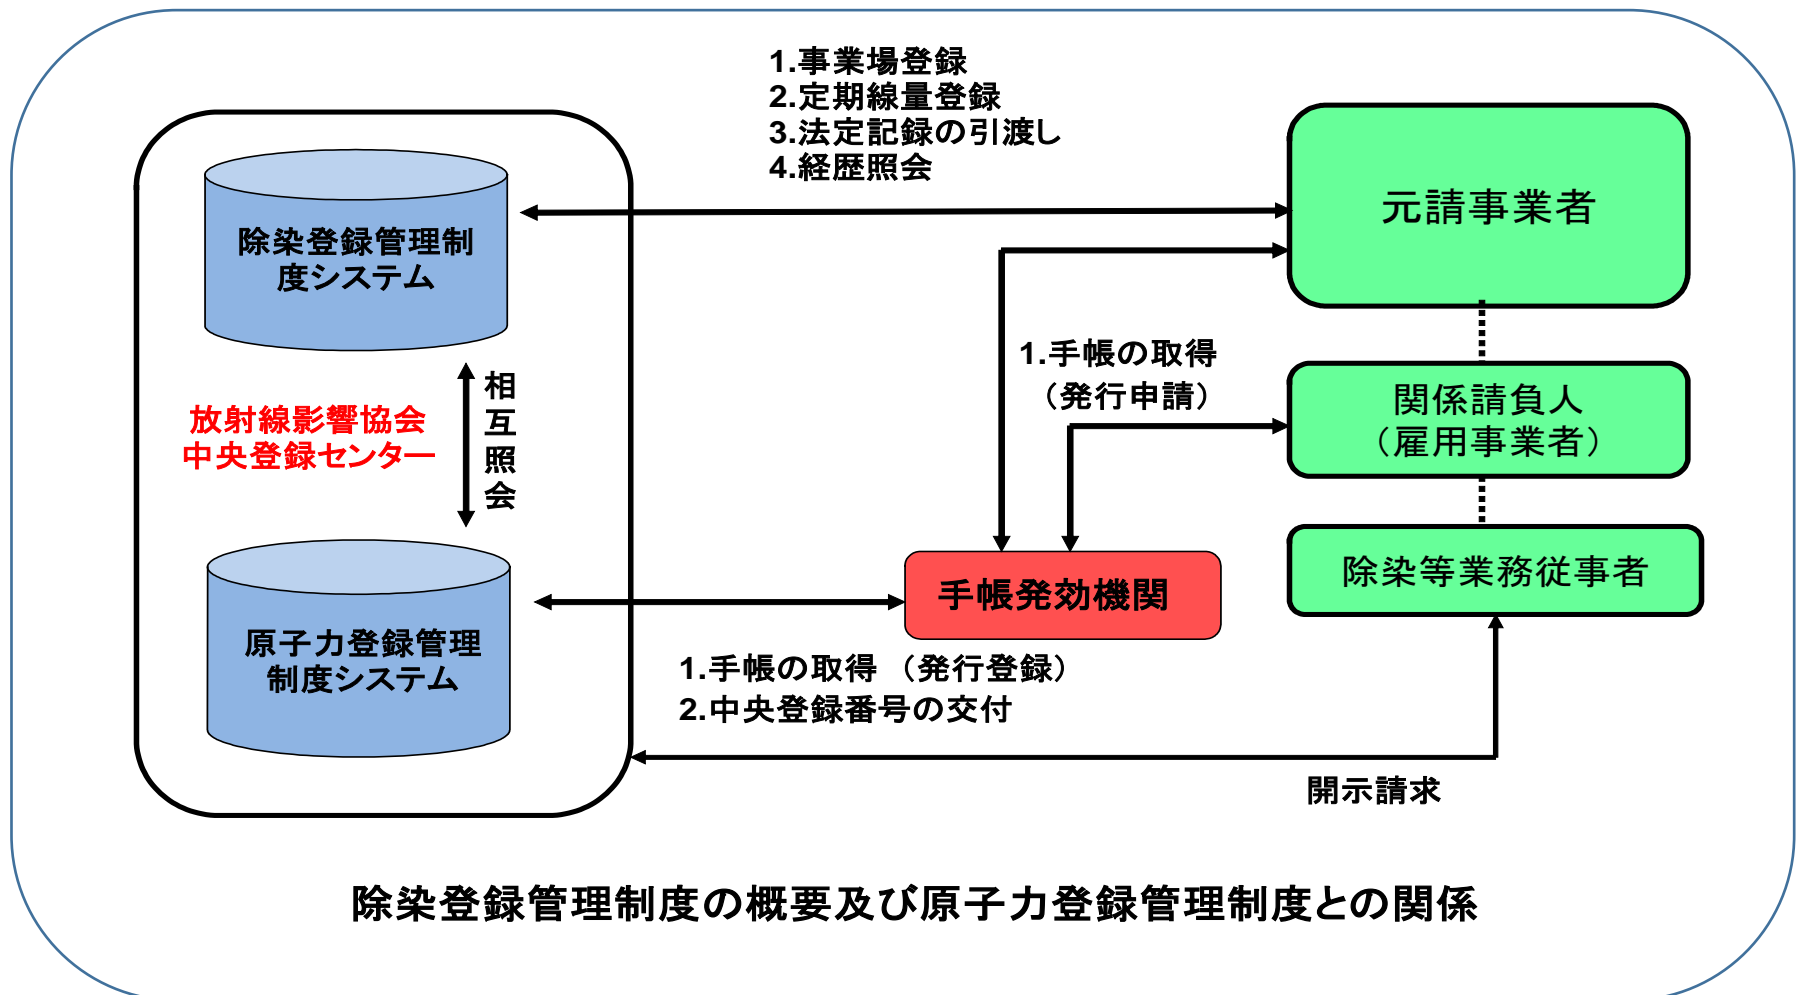 1.事業場登録
2.定期線量登録
3.法定記録の引渡し
4.経歴照会
元請事業者
除染登録管理制
度システム
1.手帳の取得
（発行申請）
関係請負人
（雇用事業者）
放射線影響協会
中央登録センター
相
互
照
会
除染等業務従事者
手帳発効機関
原子力登録管理
制度システム
1.手帳の取得 （発行登録）
2.中央登録番号の交付
開示請求
除染登録管理制度の概要及び原子力登録管理制度との関係